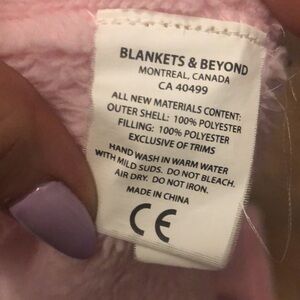 BLANKETS & BEYOND
MONTREAL, CANADA
CA 40499
ALL NEW MATERIALS CONTENT:
OUTER SHELL: 100% POLYESTER
FILLING: 100% POLYESTER
EXCLUSIVE OF TRIMS
HAND WASH IN WARM WATER
WITH MILD SUDS. DO NOT BLEACH.
AIR DRY. DO NOT IRON.
MADE IN CHINA
CE